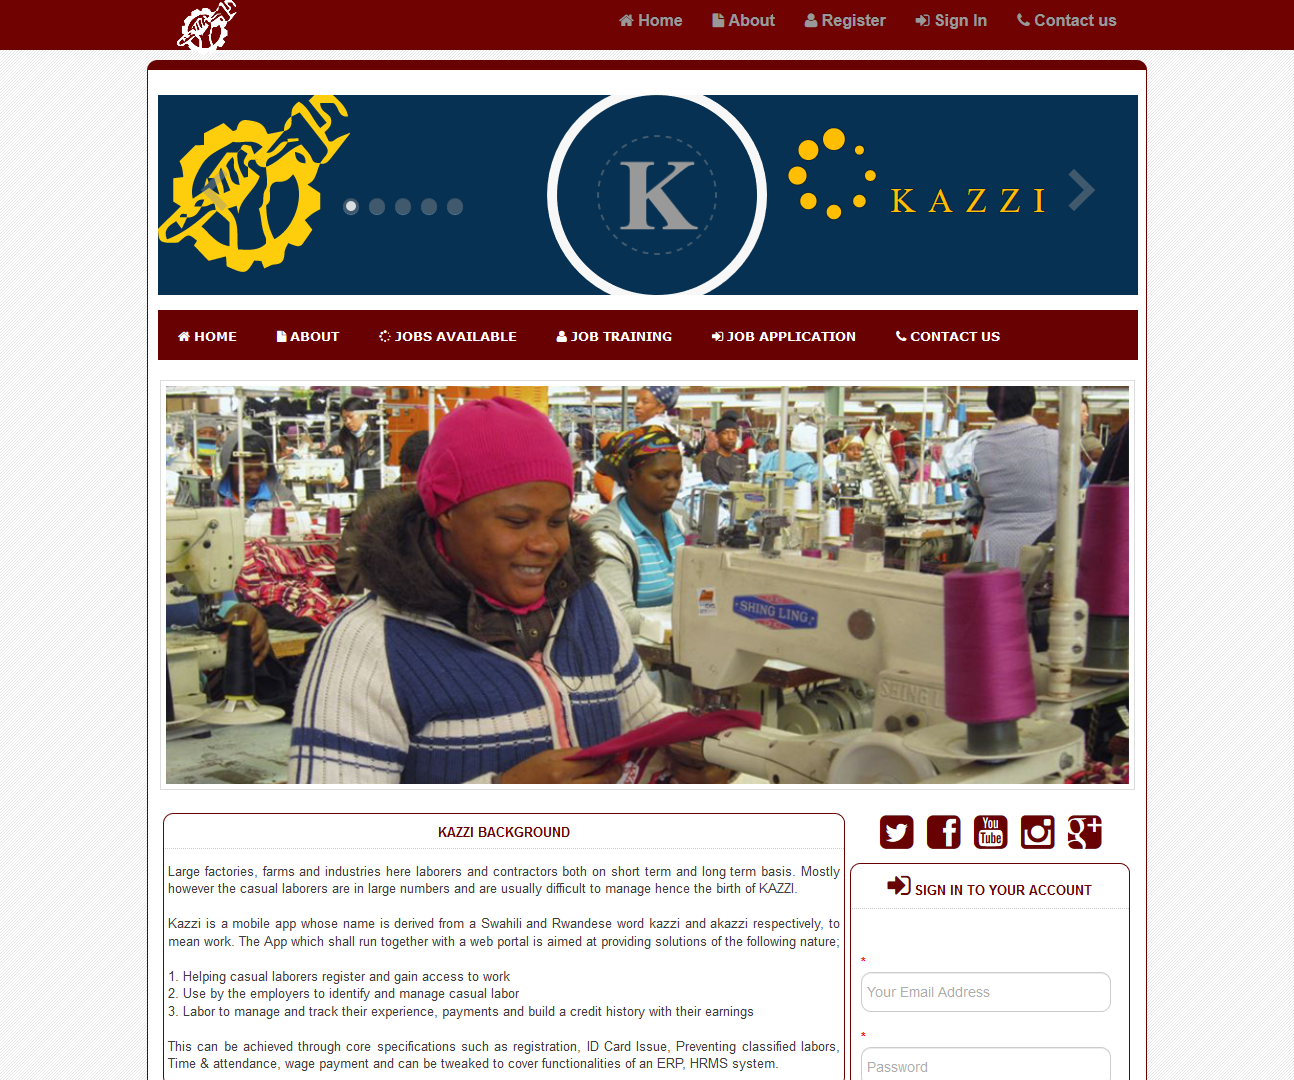 Home About Register Sign In Contact us
K
KAZZI
HOME ABOUT JOBS AVAILABLE JOB TRAINING JOB APPLICATION CONTACT US
SHING LING
SHING LING
You
Tube
g+
KAZZI BACKGROUND
Large factories, farms and industries here laborers and contractors both on short term and long term basis. Mostly
however the casual laborers are in large numbers and are usually difficult to manage hence the birth of KAZZI.
Kazzi is a mobile app whose name is derived from a Swahili and Rwandese word kazzi and akazzi respectively, to
mean work. The App which shall run together with a web portal is aimed at providing solutions of the following nature;
1. Helping casual laborers register and gain access to work
2. Use by the employers to identify and manage casual labor
3. Labor to manage and track their experience, payments and build a credit history with their earnings
This can be achieved through core specifications such as registration, ID Card Issue, Preventing classified labors,
Time & attendance, wage payment and can be tweaked to cover functionalities of an ERP, HRMS system.
SIGN IN TO YOUR ACCOUNT
*
Your Email Address
*
Password